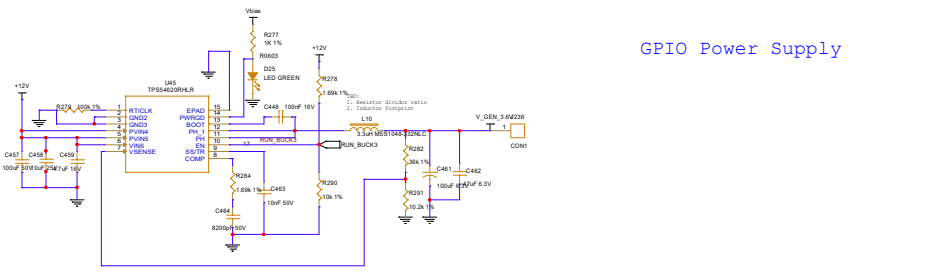 Vbias
R277
1K 1%
R0603
GPIO Power Supply
+12V
D25
LED GREEN
U45
TPS54620RHLR
R278
1.69k 1%
+12V
TBD:
1. Resistor dividor ratio
2. Inductor footprint
R279 100k 1%
C448 100nF 16V
1 RT/CLK
2 GND2
3 GND3
4 PVIN4
5 PVIN5
6 VIN6
7 VSENSE
EPAD 15
PWRGD 14
BOOT 13
PH_1 12
PH 11
EN 10
SS/TR 9
COMP 8
L10
3.3uH MSS1048-332NLC
V_GEN_3.6V
J236
1
CON1
17 RUN_BUCK3
RUN_BUCK3
C457
100uF 50V
C458
10uF 25V
C459
4.7uF 16V
R282
36k 1%
C461
100uF 6.3V
C462
47uF 6.3V
R284
1.69k 1%
C463
10nF 50V
R290
10k 1%
R291
10.2k 1%
C464
8200pF 50V